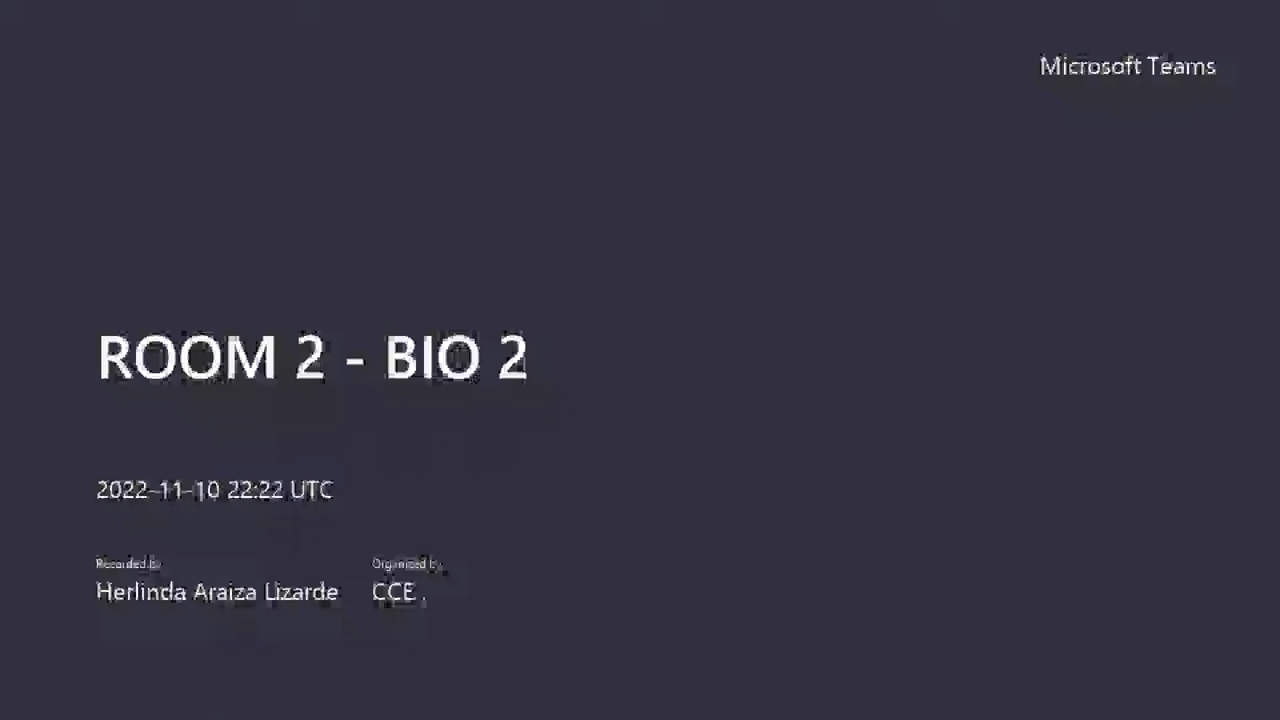 Microsoft Teams
ROOM 2 - BIO 2
2022-11-10 22:22 UTC
Recorded by
Organized by
Herlinda Araiza Lizarde
CCE .